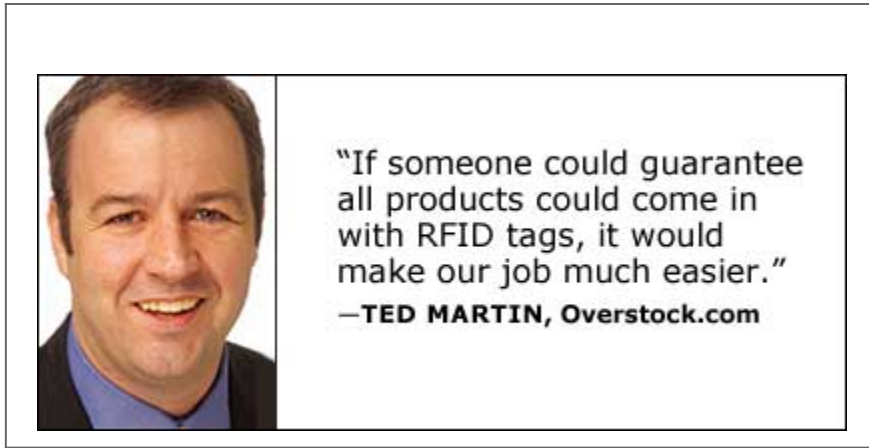 “If someone could guarantee
all products could come in
with RFID tags, it would
make our job much easier.”
—TED MARTIN, Overstock.com